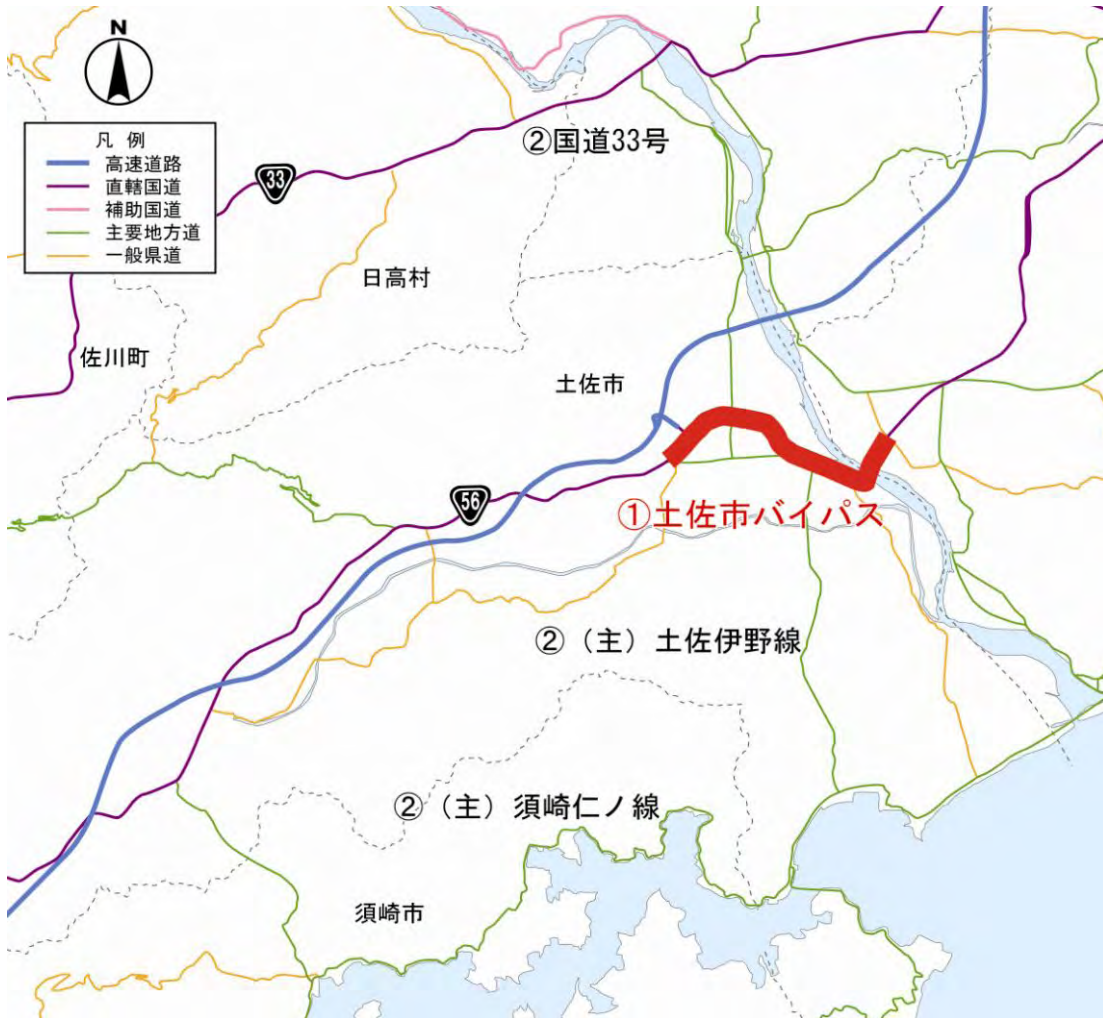 N
凡 例
高速道路
直轄国道
補助国道
主要地方道
一般県道
②国道33号
33
日高村
佐川町
土佐市
56
①土佐市バイパス
②（主）土佐伊野線
②（主）須崎仁ノ線
須崎市